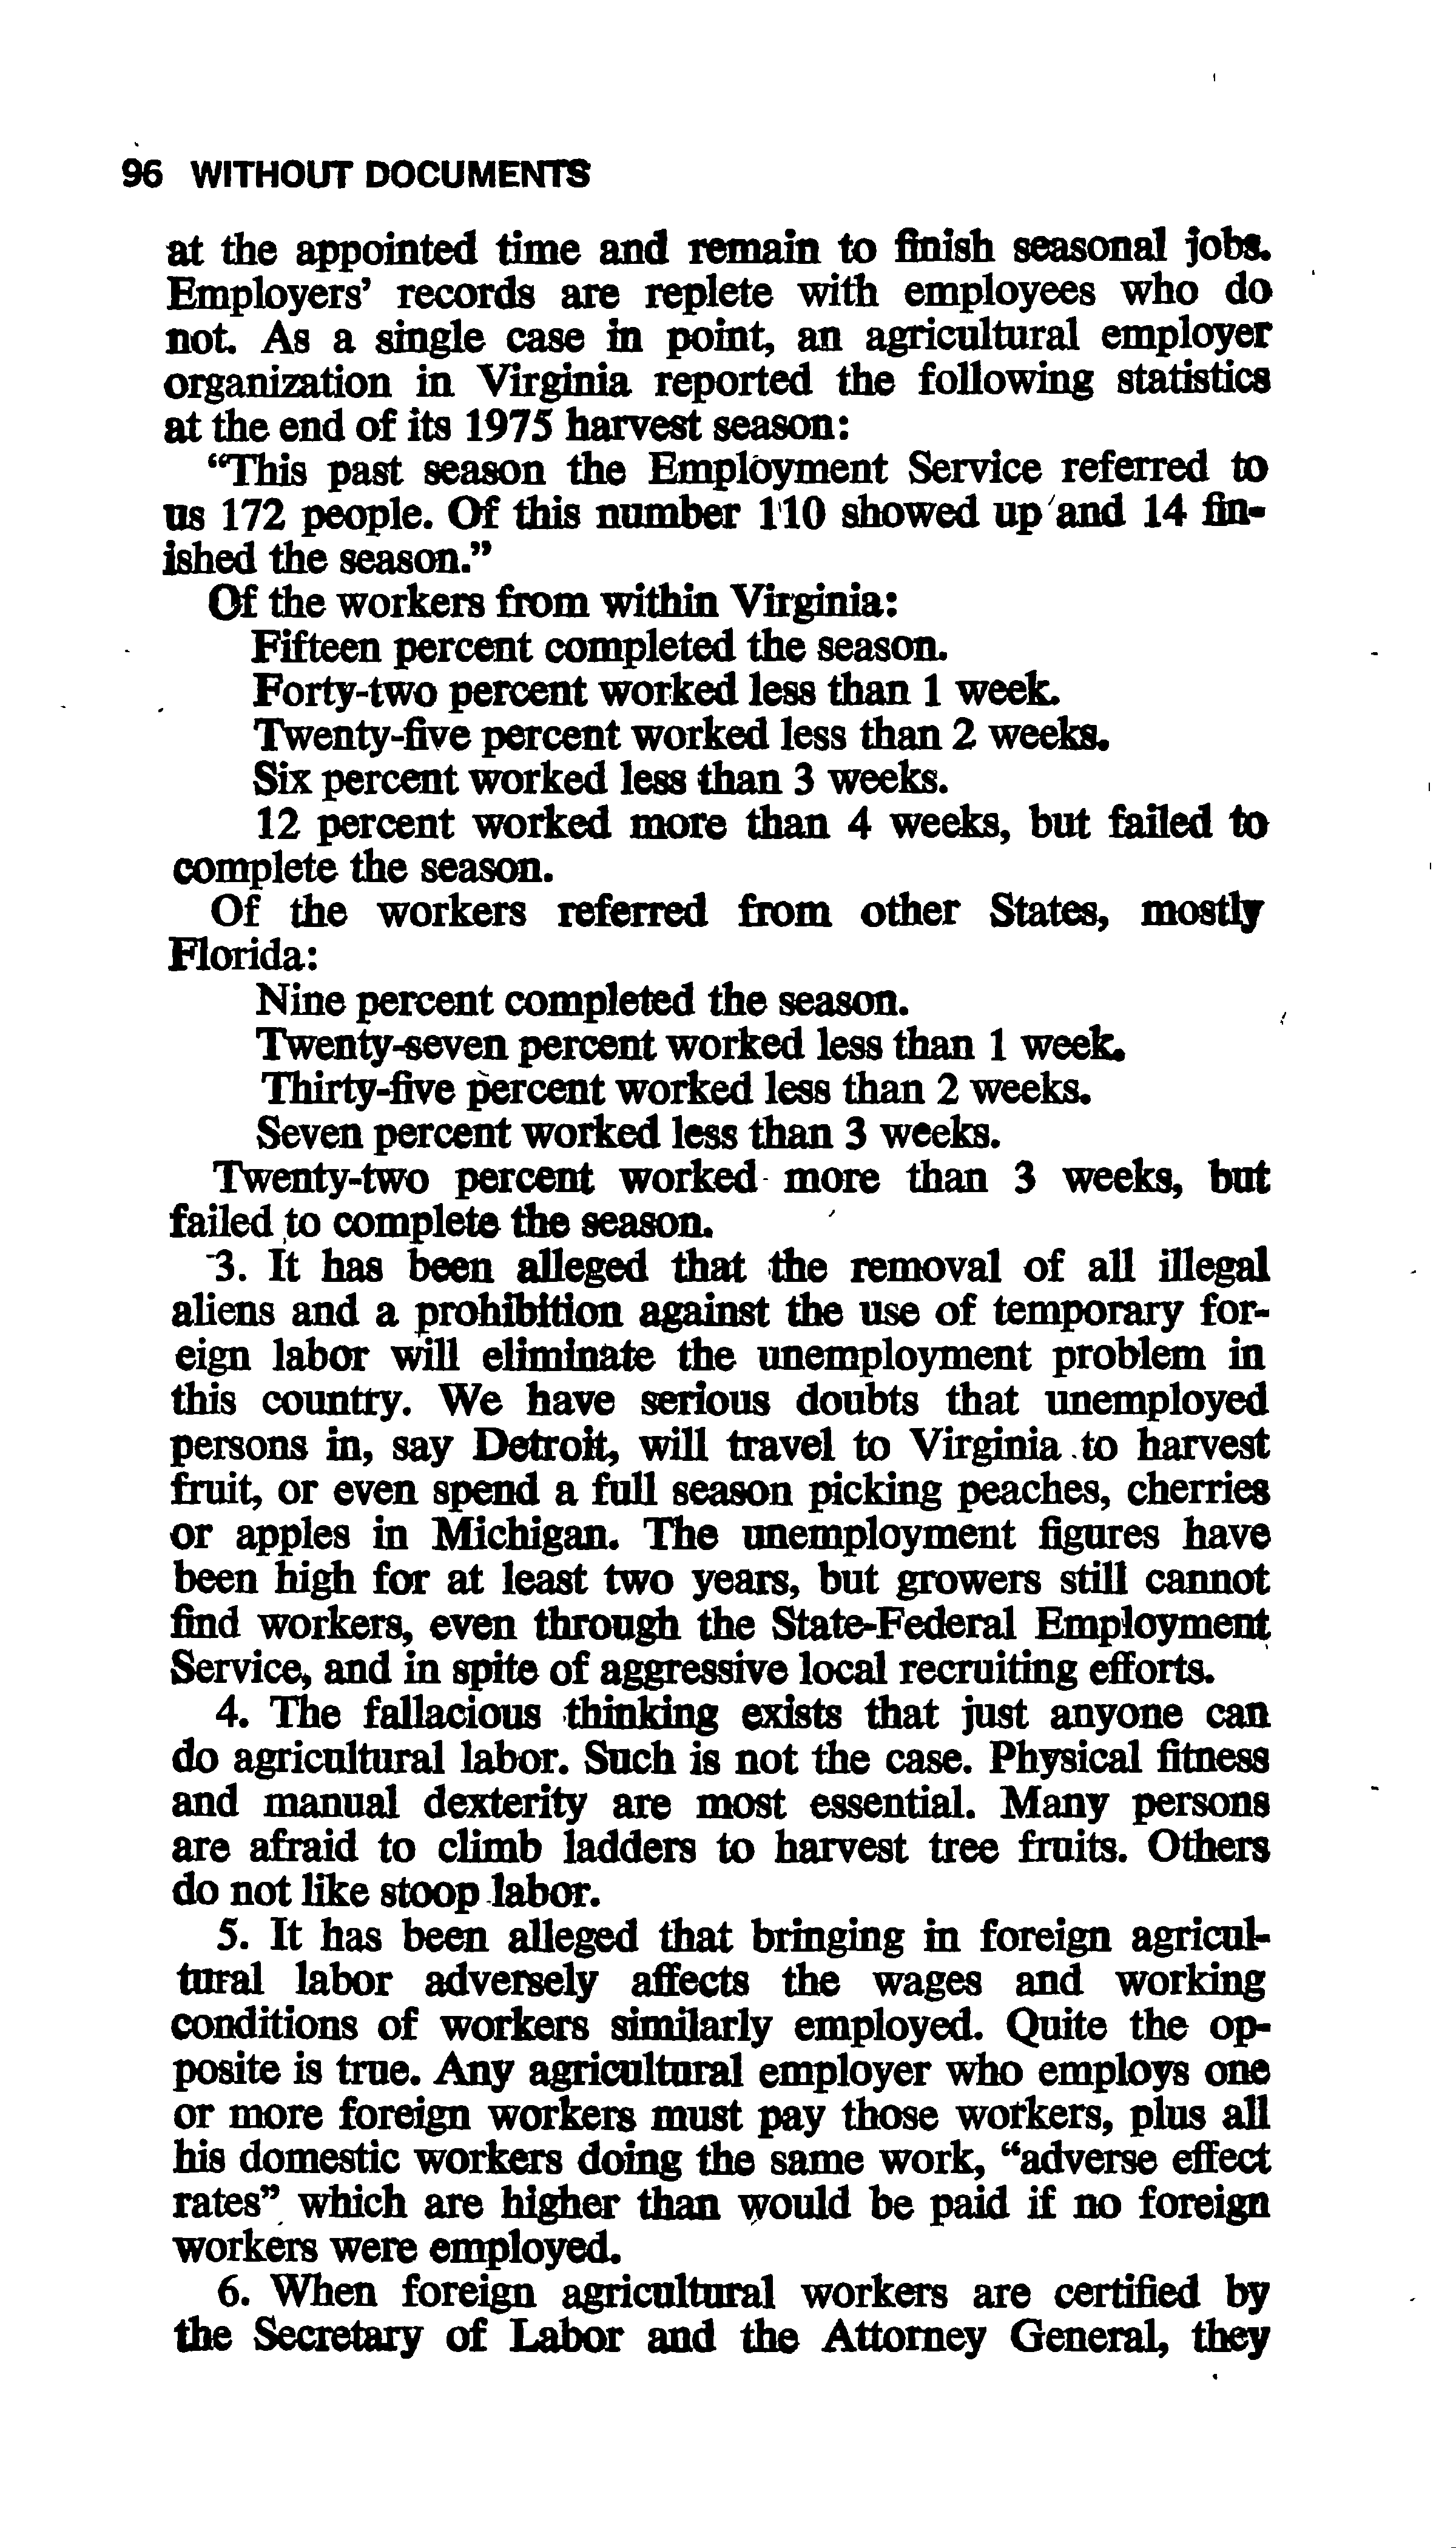 96 WITHOUT DOCUMENTS
at the appointed time and remain to finish seasonal jobs.
Employers’ records are replete with employees who do
not. As a single case in point, an agricultural employer
organization in Virginia reported the following statistics
at the end of its 1975 harvest season:
“This past season the Employment Service referred to
us 172 people. Of this number 110 showed up and 14 fin-
ished the season.”
Of the workers from within Virginia:
Fifteen percent completed the season.
Forty-two percent worked less than 1 week.
Twenty-five percent worked less than 2 weeks.
Six percent worked less than 3 weeks.
12 percent worked more than 4 weeks, but failed to
complete the season.
Of the workers referred from other States, mostly
Florida:
Nine percent completed the season.
Twenty-seven percent worked less than 1 week.
Thirty-five percent worked less than 2 weeks.
Seven percent worked less than 3 weeks.
Twenty-two percent worked more than 3 weeks, but
failed to complete the season.
3. It has been alleged that the removal of all illegal
aliens and a prohibition against the use of temporary for-
eign labor will eliminate the unemployment problem in
this country. We have serious doubts that unemployed
persons in, say Detroit, will travel to Virginia to harvest
fruit, or even spend a full season picking peaches, cherries
or apples in Michigan. The unemployment figures have
been high for at least two years, but growers still cannot
find workers, even through the State-Federal Employment
Service, and in spite of aggressive local recruiting efforts.
4. The fallacious thinking exists that just anyone can
do agricultural labor. Such is not the case. Physical fitness
and manual dexterity are most essential. Many persons
are afraid to climb ladders to harvest tree fruits. Others
do not like stoop labor.
5. It has been alleged that bringing in foreign agricul-
tural labor adversely affects the wages and working
conditions of workers similarly employed. Quite the op-
posite is true. Any agricultural employer who employs one
or more foreign workers must pay those workers, plus all
his domestic workers doing the same work, “adverse effect
rates” which are higher than would be paid if no foreign
workers were employed.
6. When foreign agricultural workers are certified by
the Secretary of Labor and the Attorney General, they